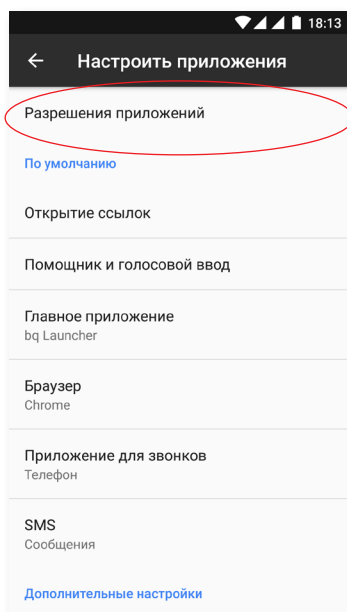 18:13
Настроить приложения
Разрешения приложений
По умолчанию
Открытие ссылок
Помощник и голосовой ввод
Главное приложение
bq Launcher
Браузер
Chrome
Приложение для звонков
Телефон
SMS
Сообщения
Дополнительные настройки